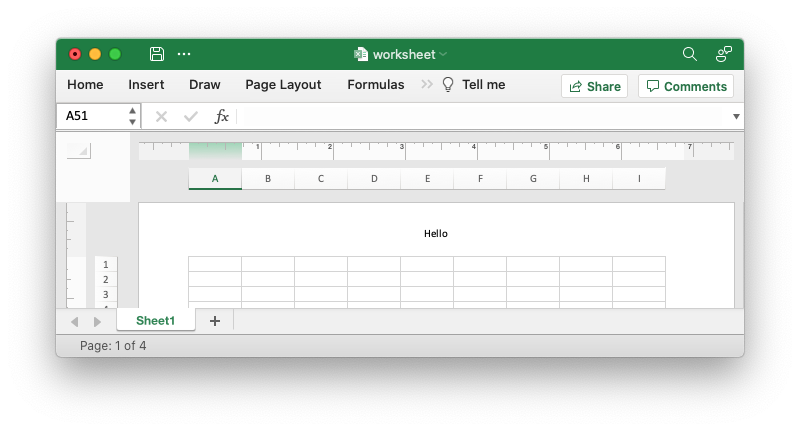 worksheet
Home Insert Draw Page Layout Formulas Tell me Share Comments
A51 fx
1 2 3 4 5 6 7
A B C D E F G H I
Hello
1
2
3
Sheet1 +
Page: 1 of 4